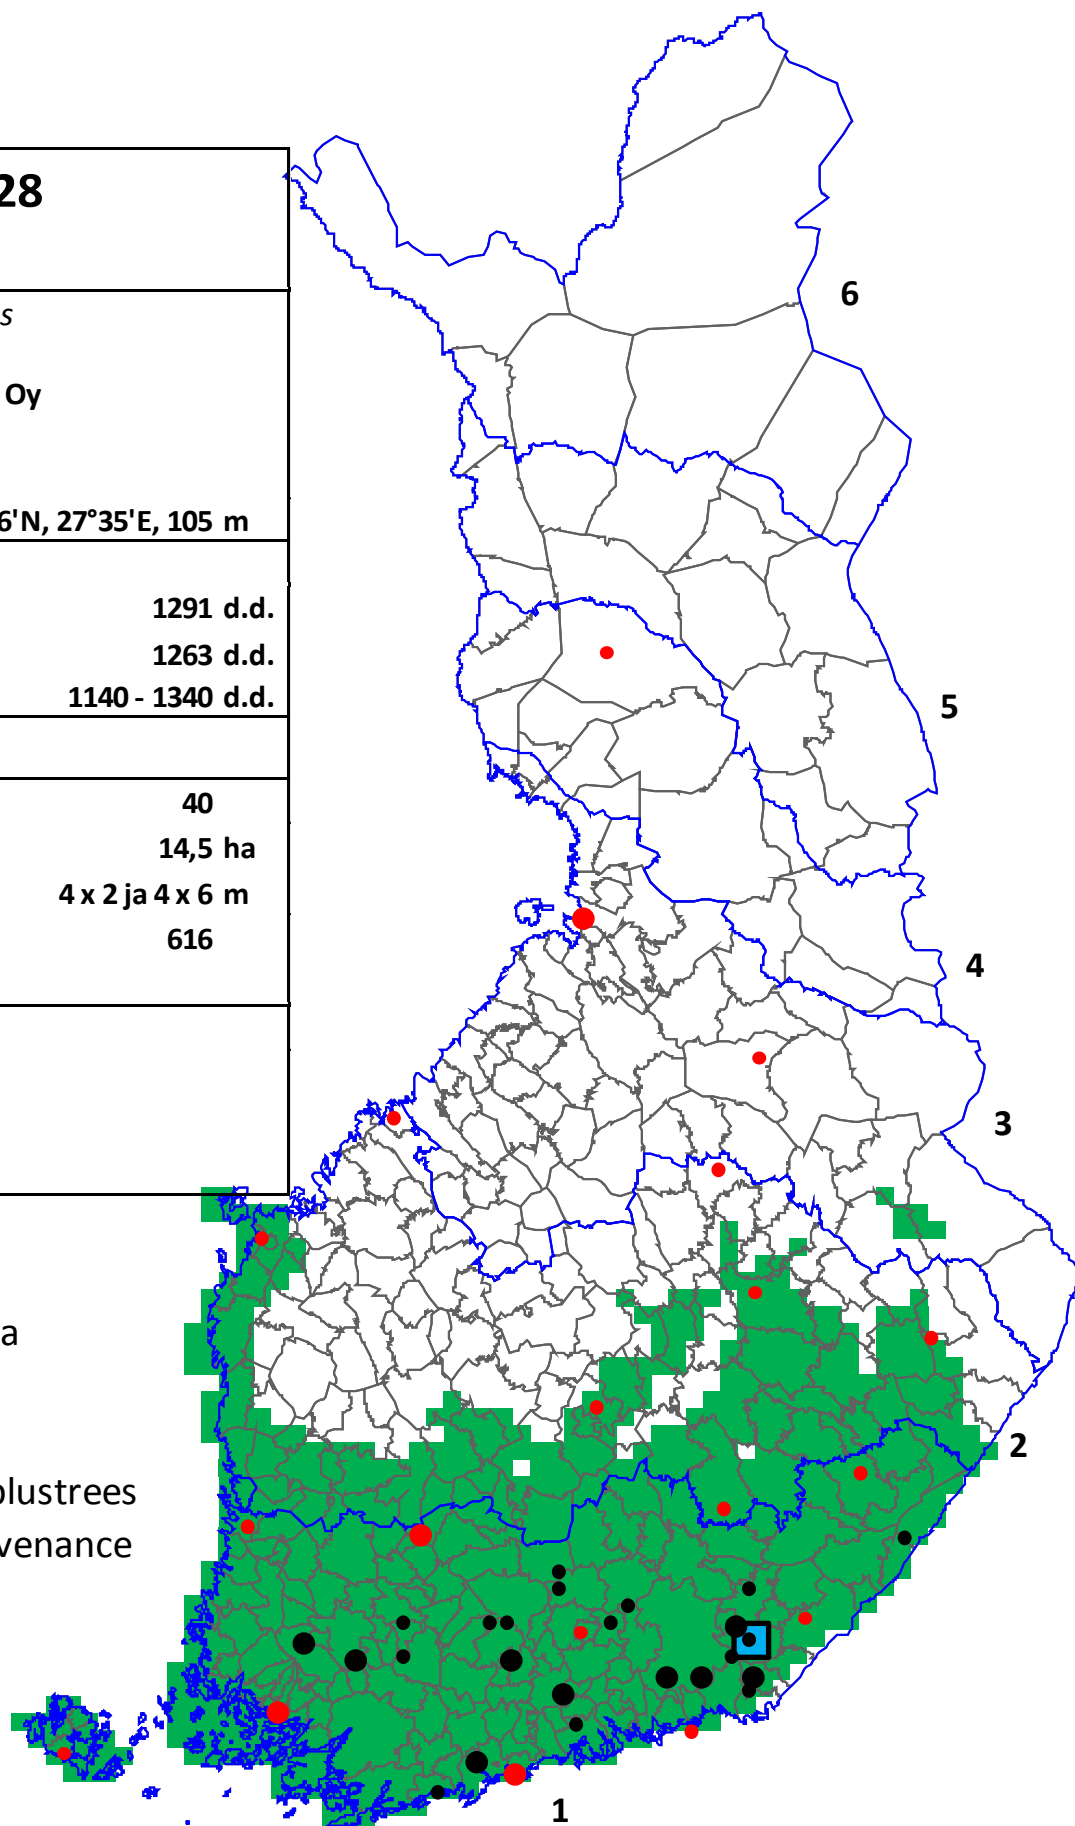 28
s
Oy
6'N, 27°35'E, 105 m
1291 d.d.
1263 d.d.
1140 - 1340 d.d.
40
14,5 ha
4 x 2 ja 4 x 6 m
616
a
plustrees
venance
6
5
4
3
2
1